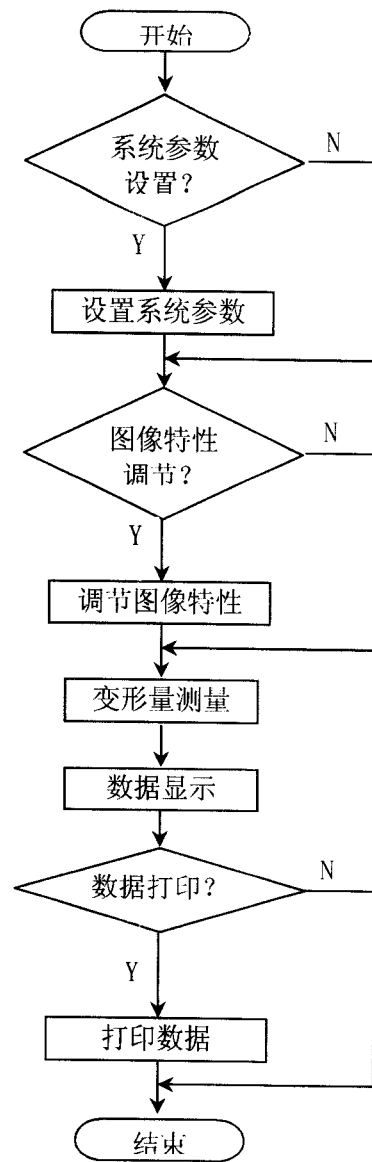 开始
系统参数
设置？
N
Y
设置系统参数
图像特性
调节？
N
Y
调节图像特性
变形量测量
数据显示
数据打印？
N
Y
打印数据
结束